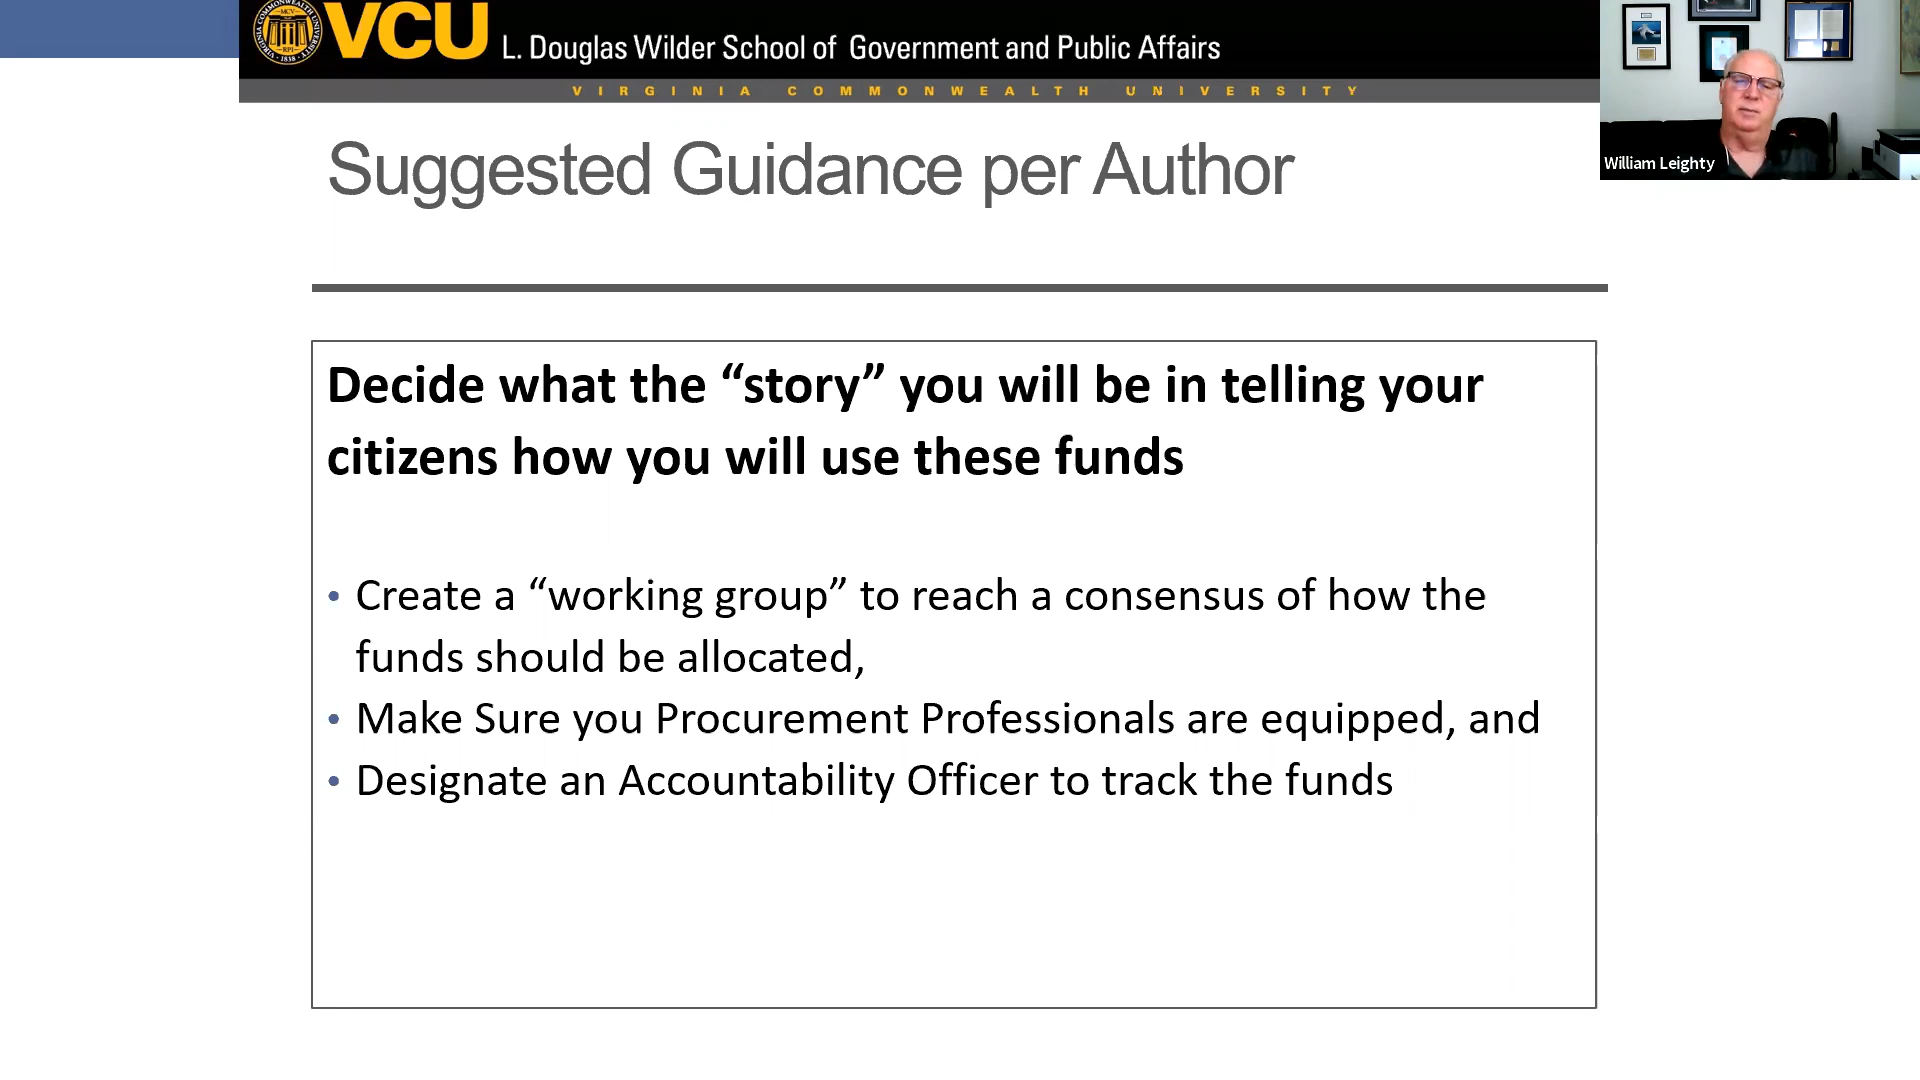 VCU L. Douglas Wilder School of Government and Public Affairs
VIRGINIA COMMONWEALTH UNIVERSITY
William Leighty
Suggested Guidance per Author
Decide what the “story” you will be in telling your
citizens how you will use these funds
• Create a “working group” to reach a consensus of how the
funds should be allocated,
• Make Sure you Procurement Professionals are equipped, and
• Designate an Accountability Officer to track the funds